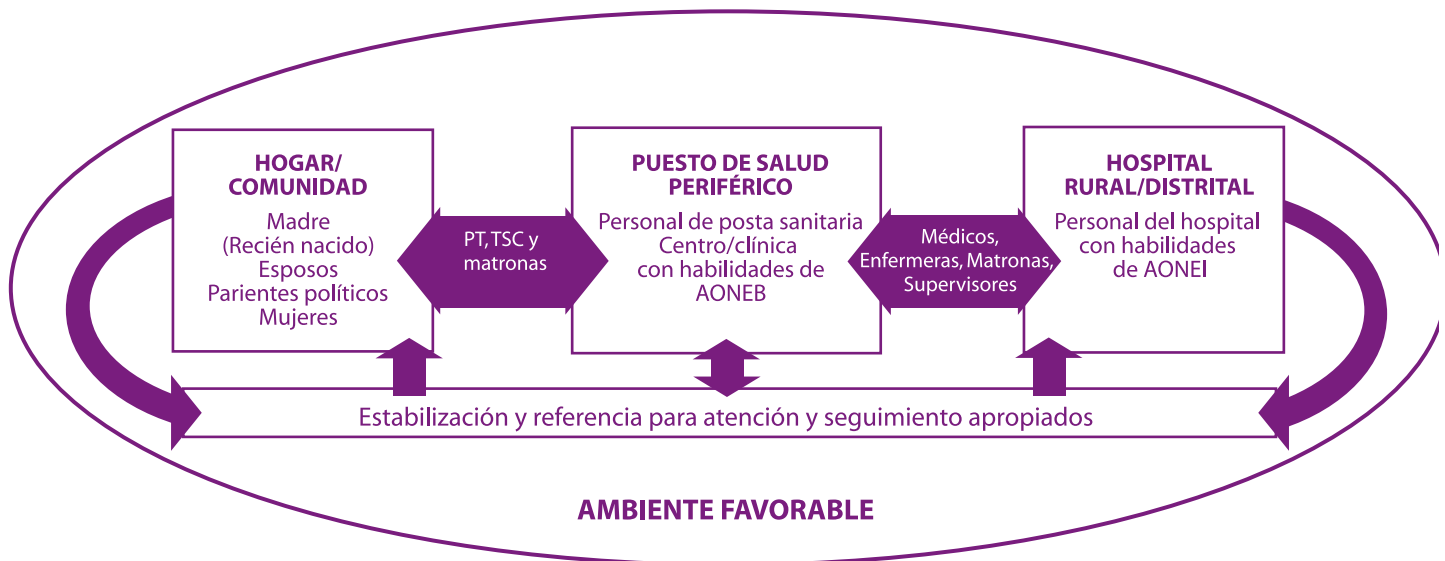 HOGAR/
COMUNIDAD
Madre
(Recién nacido)
Esposos
Parientes políticos
Mujeres
PT, TSC y
matronas
PUESTO DE SALUD
PERIFÉRICO
Personal de posta sanitaria
Centro/clínica
con habilidades de
AONEB
Médicos,
Enfermeras, Matronas,
Supervisores
HOSPITAL
RURAL/DISTRITAL
Personal del hospital
con habilidades
de AONEI
Estabilización y referencia para atención y seguimiento apropiados
AMBIENTE FAVORABLE